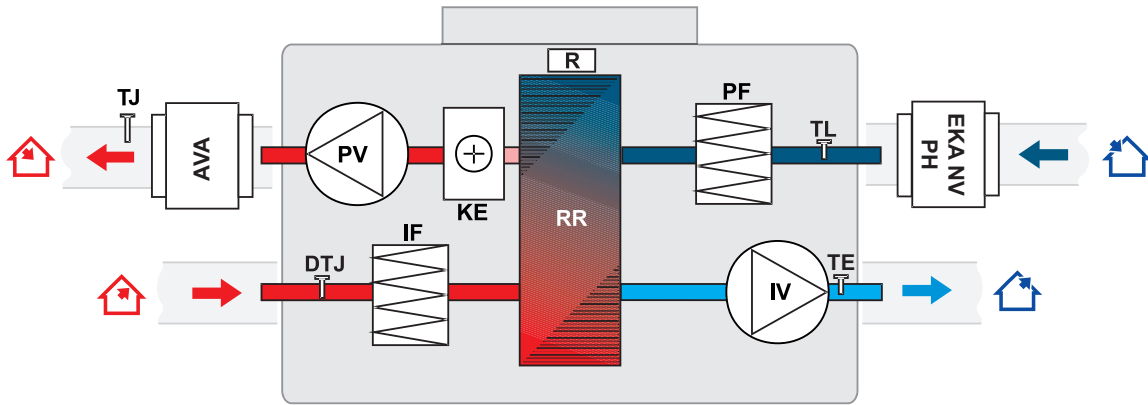 R
TJ
PF
TL
AVA
PV
KE
EKA NV
PH
RR
IF
DTJ
TE
IV